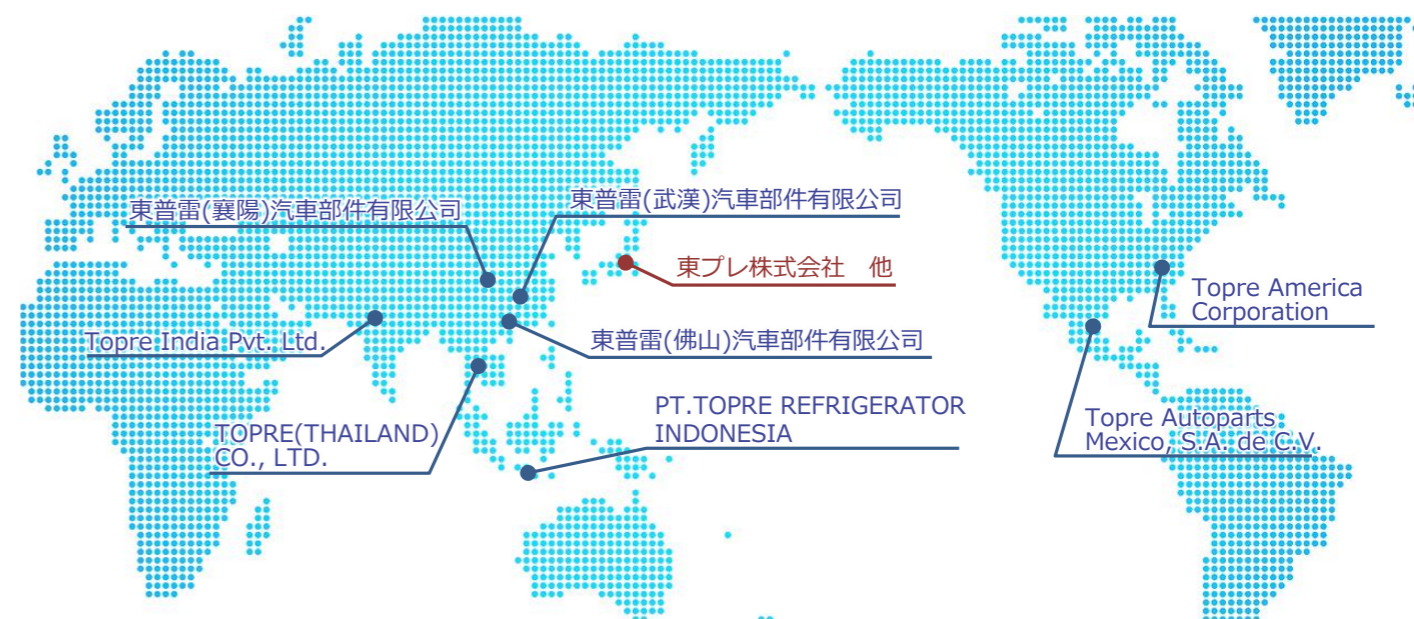 東普雷(襄陽)汽車部件有限公司
東普雷(武漢)汽車部件有限公司
東プレ株式会社　他
Topre America
Corporation
Topre India Pvt. Ltd.
東普雷(佛山)汽車部件有限公司
PT.TOPRE REFRIGERATOR
INDONESIA
Topre Autoparts
Mexico, S.A. de C.V.
TOPRE(THAILAND)
CO., LTD.